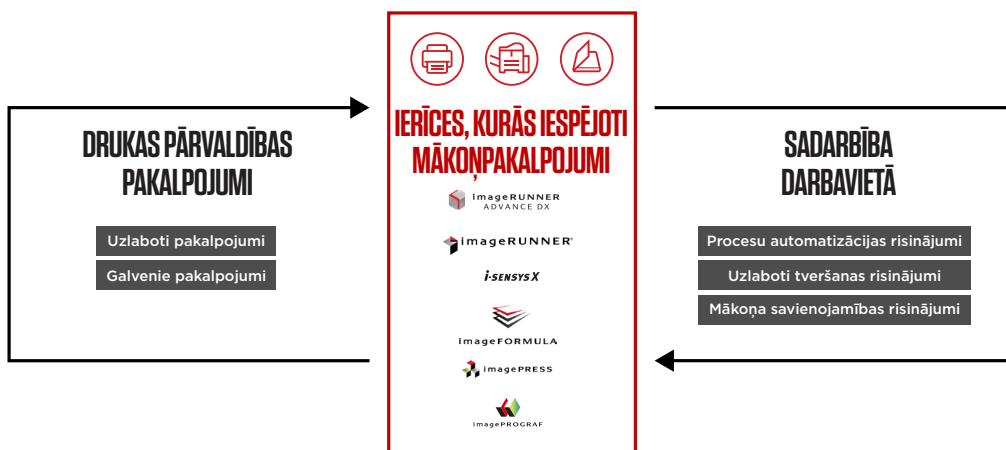 DRUKAS PĀRVALDĪBAS
PAKALPOJUMI
Uzlaboti pakalpojumi
Galvenie pakalpojumi
IERĪCES, KURĀS IESPĒJOTI
MĀKOŅPAKALPOJUMI
imageRUNNER
ADVANCE DX
imageRUNNER®
i-SENSYS X
imageFORMULA
imagePRESS
imagePROGRAF
SADARBĪBA
DARBAVIETĀ
Procesu automatizācijas risinājumi
Uzlaboti tveršanas risinājumi
Mākoņa savienojamības risinājumi